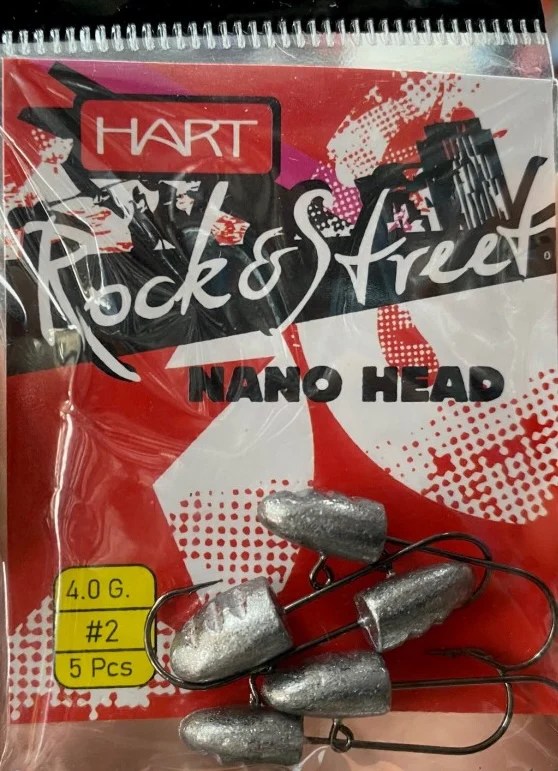 HART
Rock & Street
NANO HEAD
4.0 G.
#2
5 Pcs